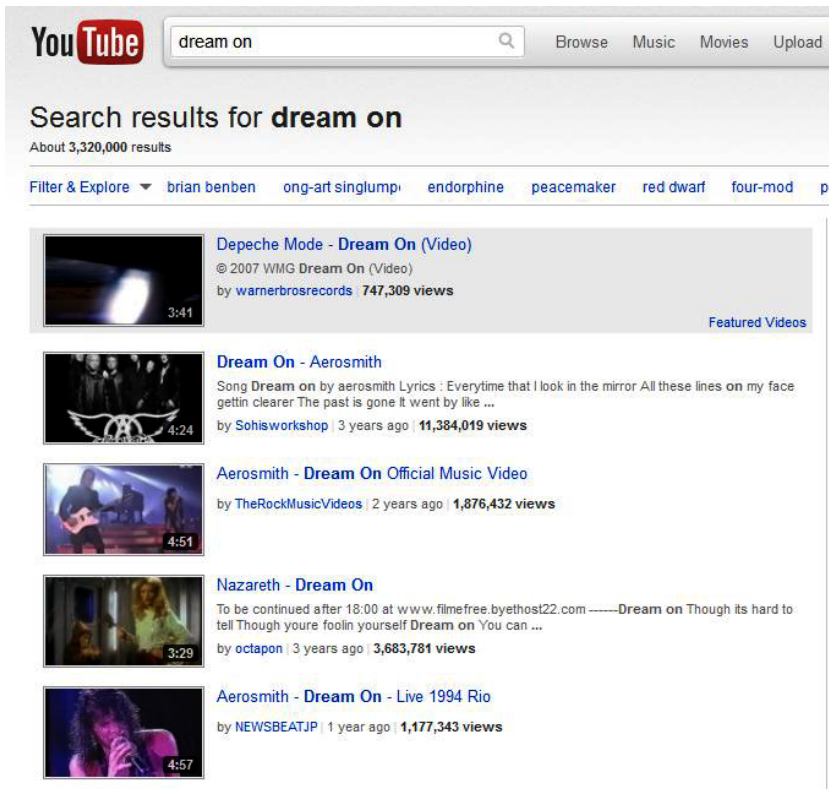 YouTube
dream on
Browse Music Movies Upload
Search results for dream on
About 3,320,000 results
Filter & Explore brian benben ong-art singlump endorphine peacemaker red dwarf four-mod p
Depeche Mode - Dream On (Video)
© 2007 WMG Dream On (Video)
by warnerbrosrecords | 747,309 views
3:41
Featured Videos
Dream On - Aerosmith
Song Dream on by aerosmith Lyrics : Everytime that I look in the mirror All these lines on my face
gettin clearer The past is gone It went by like ...
by Sohisworkshop | 3 years ago | 11,384,019 views
4:24
Aerosmith - Dream On Official Music Video
by TheRockMusicVideos | 2 years ago | 1,876,432 views
4:51
Nazareth - Dream On
To be continued after 18:00 at www.filmefree.byethost22.com ------Dream on Though its hard to
tell Though youre foolin yourself Dream on You can ...
by octapon | 3 years ago | 3,683,781 views
3:29
Aerosmith - Dream On - Live 1994 Rio
by NEWSBEATJP | 1 year ago | 1,177,343 views
4:57